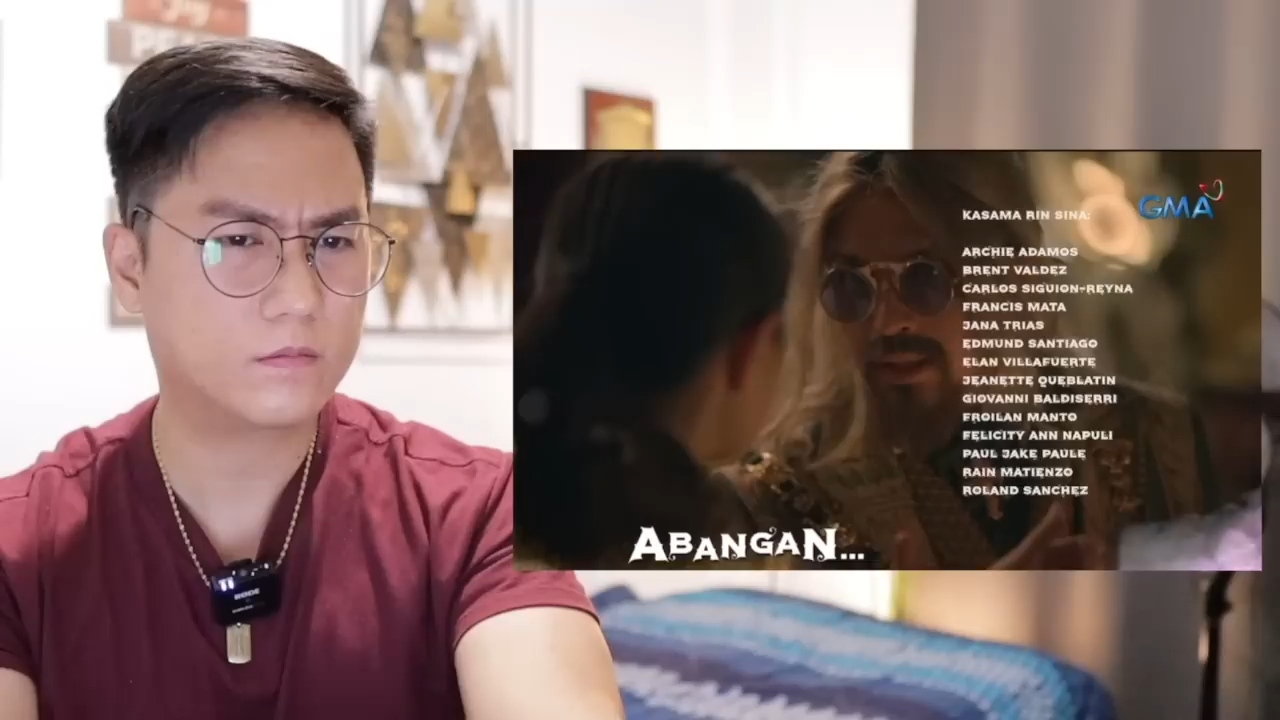 GMA
KASAMA RIN SINA:
ARCHIE ADAMOS
BRENT VALDEZ
CARLOS SIGUION-REYNA
FRANCIS MATA
JANA TRIAS
EDMUND SANTIAGO
ELAN VILLAFUERTE
JEANETTE QUEBLATIN
GIOVANNI BALDISERRI
FROILAN MANTO
FELICITY ANN NAPULI
PAUL JAKE PAULE
RAIN MATIENZO
ROLAND SANCHEZ
ABANGAN...
RODE